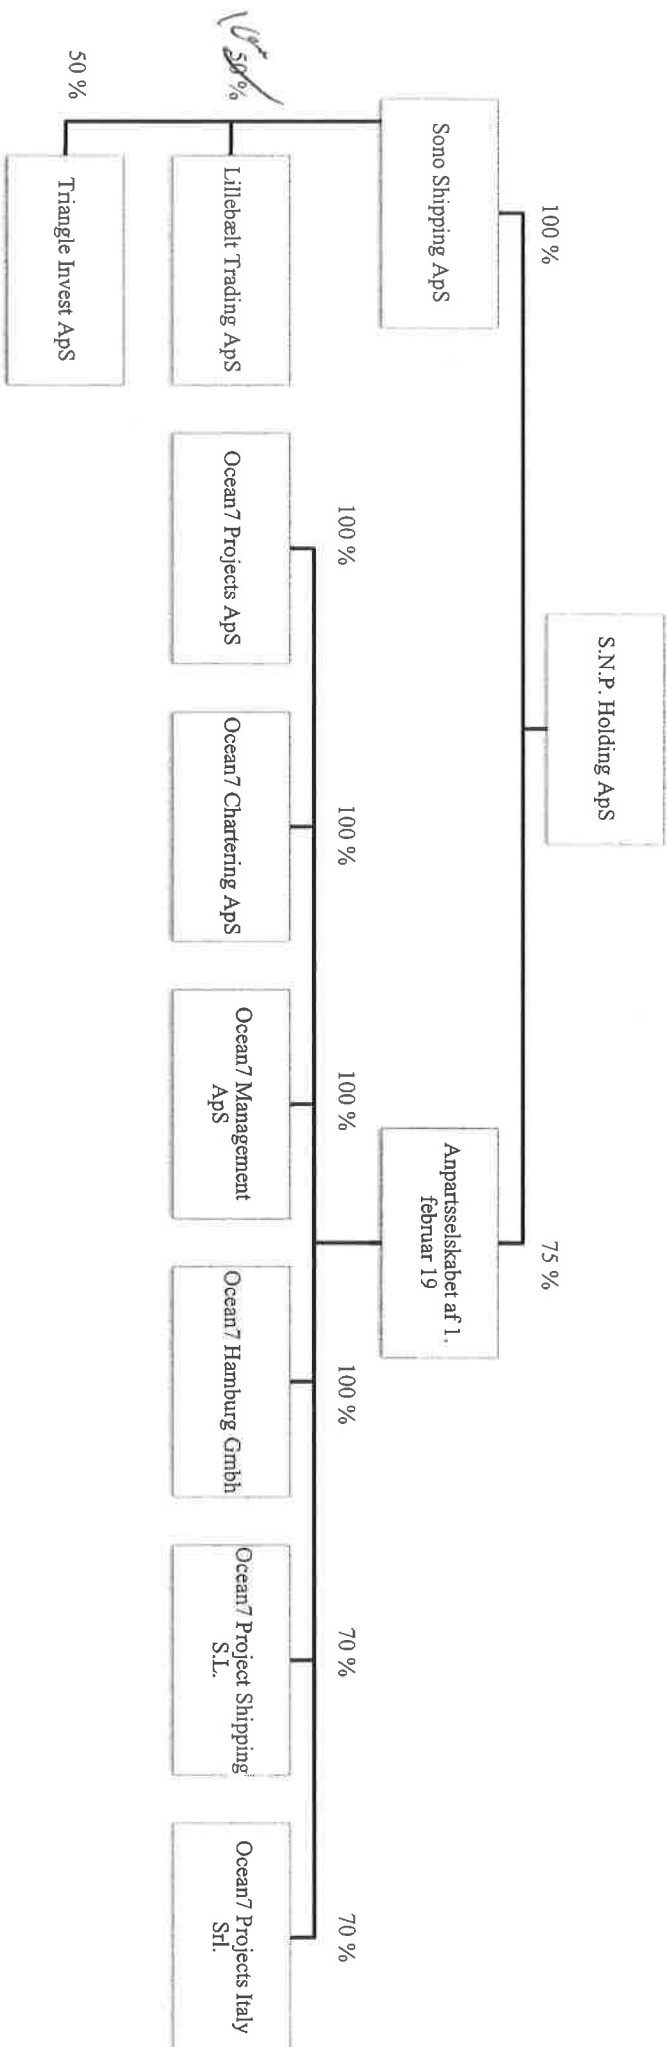 S.N.P. Holding ApS
100 %
75 %
Sono Shipping ApS
Anpartsselskabet af 1.
februar 19
50 %
Lillebælt Trading ApS
50 %
Triangle Invest ApS
100 %
100 %
100 %
100 %
70 %
70 %
Ocean7 Projects ApS
Ocean7 Chartering ApS
Ocean7 Management
ApS
Ocean7 Hamburg Gmbh
Ocean7 Project Shipping
S.L.
Ocean7 Projects Italy
Srl.